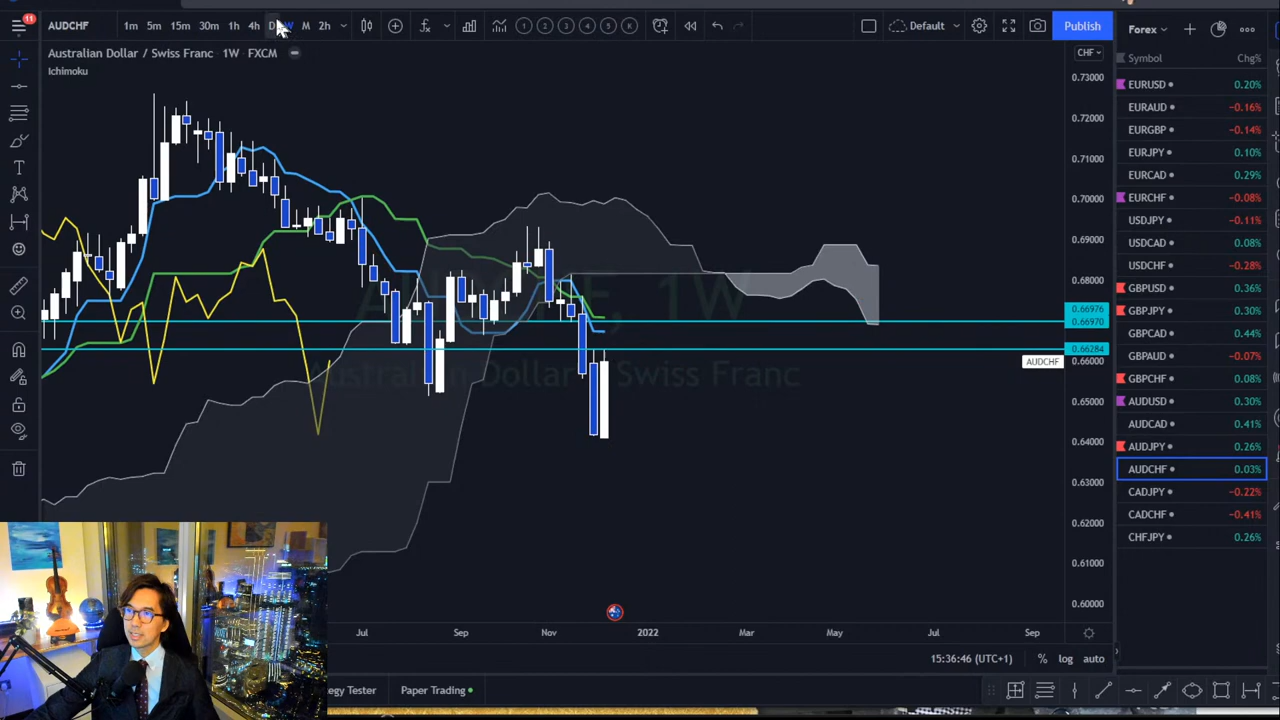 11
AUDCHF 1m 5m 15m 30m 1h 4h D W M 2h 1 2 3 4 5 K Default Publish
Australian Dollar / Swiss Franc 1W FXCM
Ichimoku
AUDCHF, 1W
Australian Dollar / Swiss Franc
CHF
0.73000
0.72000
0.71000
0.70000
0.69000
0.68000
0.66976
0.66970
0.66284
AUDCHF 0.66000
0.65000
0.64000
0.63000
0.62000
0.61000
0.60000
Jul Sep Nov 2022 Mar May Jul Sep
15:36:46 (UTC+1) % log auto
egy Tester Paper Trading
Forex
Symbol Chg%
EURUSD 0.20%
EURAUD −0.16%
EURGBP −0.14%
EURJPY 0.10%
EURCAD 0.29%
EURCHF −0.08%
USDJPY −0.11%
USDCAD 0.08%
USDCHF −0.28%
GBPUSD 0.36%
GBPJPY 0.30%
GBPCAD 0.44%
GBPAUD −0.07%
GBPCHF 0.08%
AUDUSD 0.30%
AUDCAD 0.41%
AUDJPY 0.26%
AUDCHF 0.03%
CADJPY −0.22%
CADCHF −0.41%
CHFJPY 0.26%